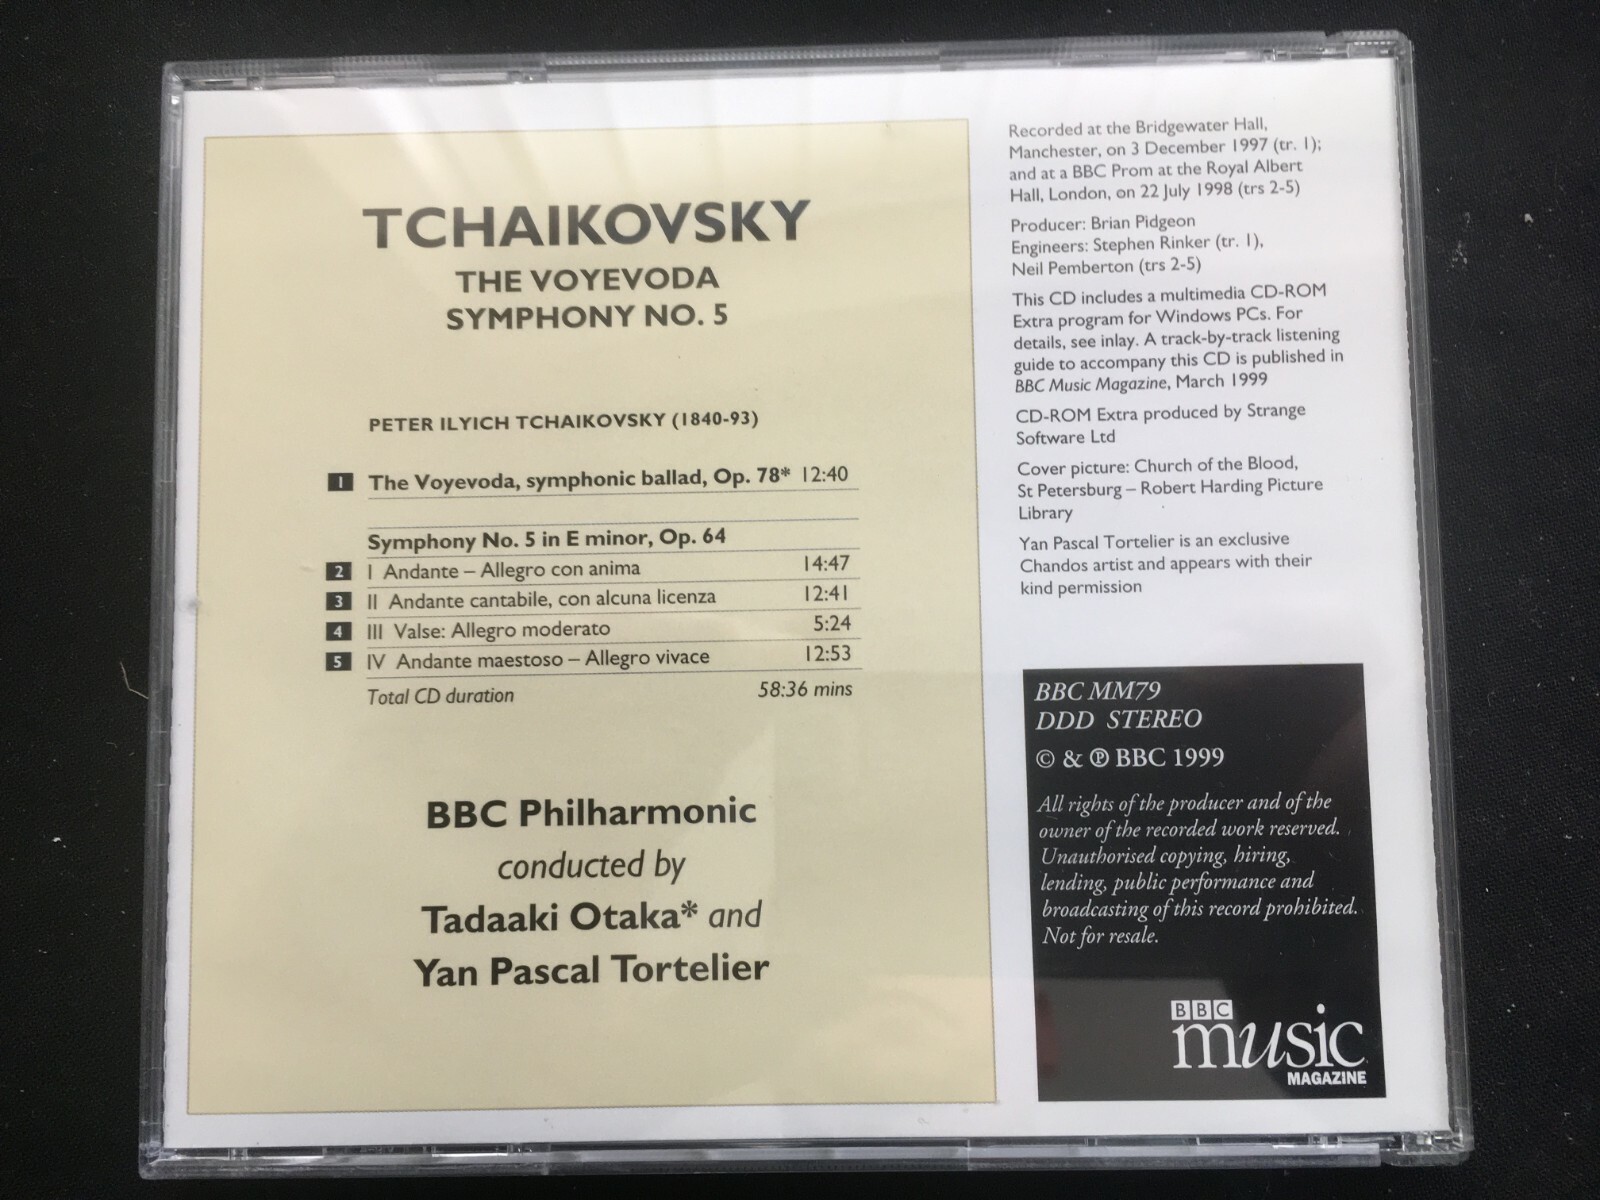 TCHAIKOVSKY
THE VOYEVODA
SYMPHONY NO. 5
PETER ILYICH TCHAIKOVSKY (1840-93)
1 The Voyevoda, symphonic ballad, Op. 78* 12:40
Symphony No. 5 in E minor, Op. 64
2 I Andante – Allegro con anima 14:47
3 II Andante cantabile, con alcuna licenza 12:41
4 III Valse: Allegro moderato 5:24
5 IV Andante maestoso – Allegro vivace 12:53
Total CD duration 58:36 mins
BBC Philharmonic
conducted by
Tadaaki Otaka* and
Yan Pascal Tortelier
Recorded at the Bridgewater Hall,
Manchester, on 3 December 1997 (tr. 1);
and at a BBC Prom at the Royal Albert
Hall, London, on 22 July 1998 (trs 2-5)
Producer: Brian Pidgeon
Engineers: Stephen Rinker (tr. 1),
Neil Pemberton (trs 2-5)
This CD includes a multimedia CD-ROM
Extra program for Windows PCs. For
details, see inlay. A track-by-track listening
guide to accompany this CD is published in
BBC Music Magazine, March 1999
CD-ROM Extra produced by Strange
Software Ltd
Cover picture: Church of the Blood,
St Petersburg – Robert Harding Picture
Library
Yan Pascal Tortelier is an exclusive
Chandos artist and appears with their
kind permission
BBC MM79
DDD STEREO
© & ℗ BBC 1999
All rights of the producer and of the
owner of the recorded work reserved.
Unauthorised copying, hiring,
lending, public performance and
broadcasting of this record prohibited.
Not for resale.
BBC
music
MAGAZINE